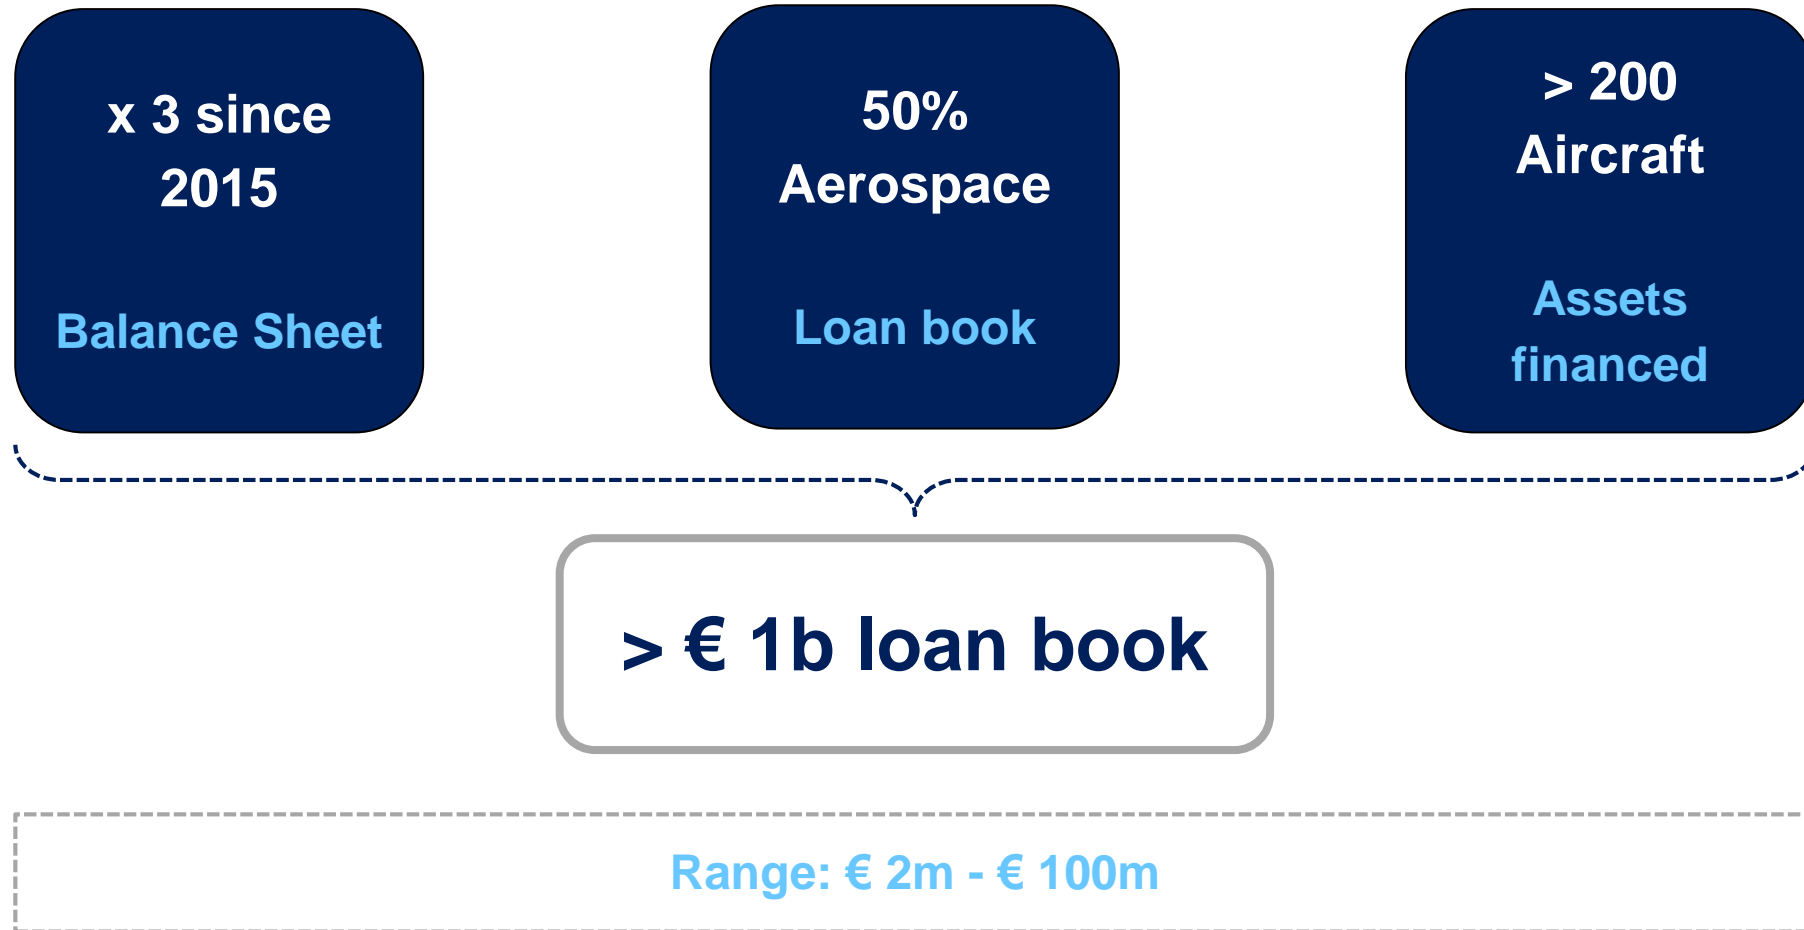 x 3 since
2015
Balance Sheet
50%
Aerospace
Loan book
> 200
Aircraft
Assets
financed
> € 1b loan book
Range: € 2m - € 100m